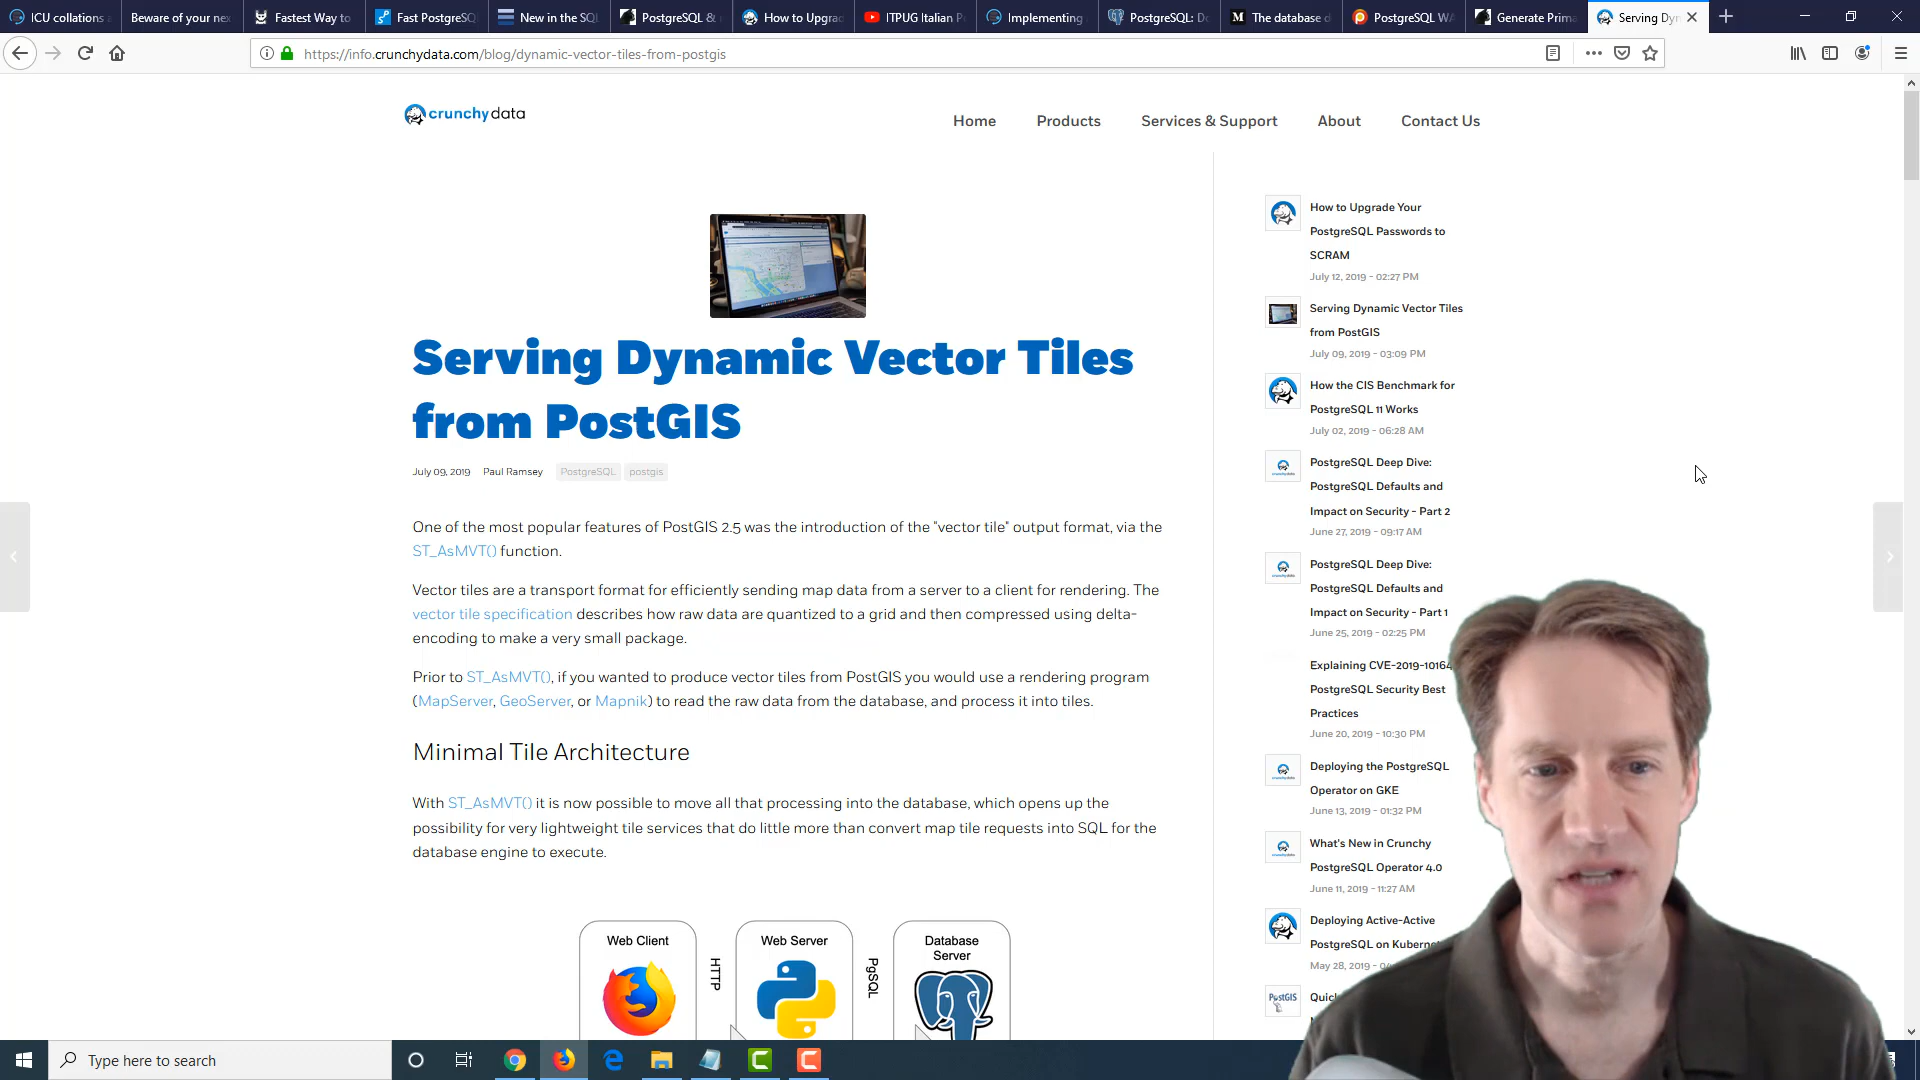 ICU collations a
Beware of your nex
Fastest Way to
Fast PostgreSQ
New in the SQL
PostgreSQL & n
How to Upgrad
ITPUG Italian P
Implementing
PostgreSQL: Do
The database d
PostgreSQL WA
Generate Prima
Serving Dyn
https://info.crunchydata.com/blog/dynamic-vector-tiles-from-postgis
crunchy data
Home
Products
Services & Support
About
Contact Us
Serving Dynamic Vector Tiles
from PostGIS
July 09, 2019 Paul Ramsey PostgreSQL postgis
One of the most popular features of PostGIS 2.5 was the introduction of the "vector tile" output format, via the
ST_AsMVT() function.
Vector tiles are a transport format for efficiently sending map data from a server to a client for rendering. The
vector tile specification describes how raw data are quantized to a grid and then compressed using delta-
encoding to make a very small package.
Prior to ST_AsMVT(), if you wanted to produce vector tiles from PostGIS you would use a rendering program
(MapServer, GeoServer, or Mapnik) to read the raw data from the database, and process it into tiles.
Minimal Tile Architecture
With ST_AsMVT() it is now possible to move all that processing into the database, which opens up the
possibility for very lightweight tile services that do little more than convert map tile requests into SQL for the
database engine to execute.
Web Client
HTTP
Web Server
PgSQL
Database
Server
How to Upgrade Your
PostgreSQL Passwords to
SCRAM
July 12, 2019 - 02:27 PM
Serving Dynamic Vector Tiles
from PostGIS
July 09, 2019 - 03:09 PM
How the CIS Benchmark for
PostgreSQL 11 Works
July 02, 2019 - 06:28 AM
PostgreSQL Deep Dive:
PostgreSQL Defaults and
Impact on Security - Part 2
June 27, 2019 - 09:17 AM
PostgreSQL Deep Dive:
PostgreSQL Defaults and
Impact on Security - Part 1
June 25, 2019 - 02:25 PM
Explaining CVE-2019-10164
PostgreSQL Security Best
Practices
June 20, 2019 - 10:30 PM
Deploying the PostgreSQL
Operator on GKE
June 13, 2019 - 01:32 PM
What's New in Crunchy
PostgreSQL Operator 4.0
June 11, 2019 - 11:27 AM
Deploying Active-Active
PostgreSQL on Kubern
May 28, 2019 - 0
PostGIS
Quic
Type here to search